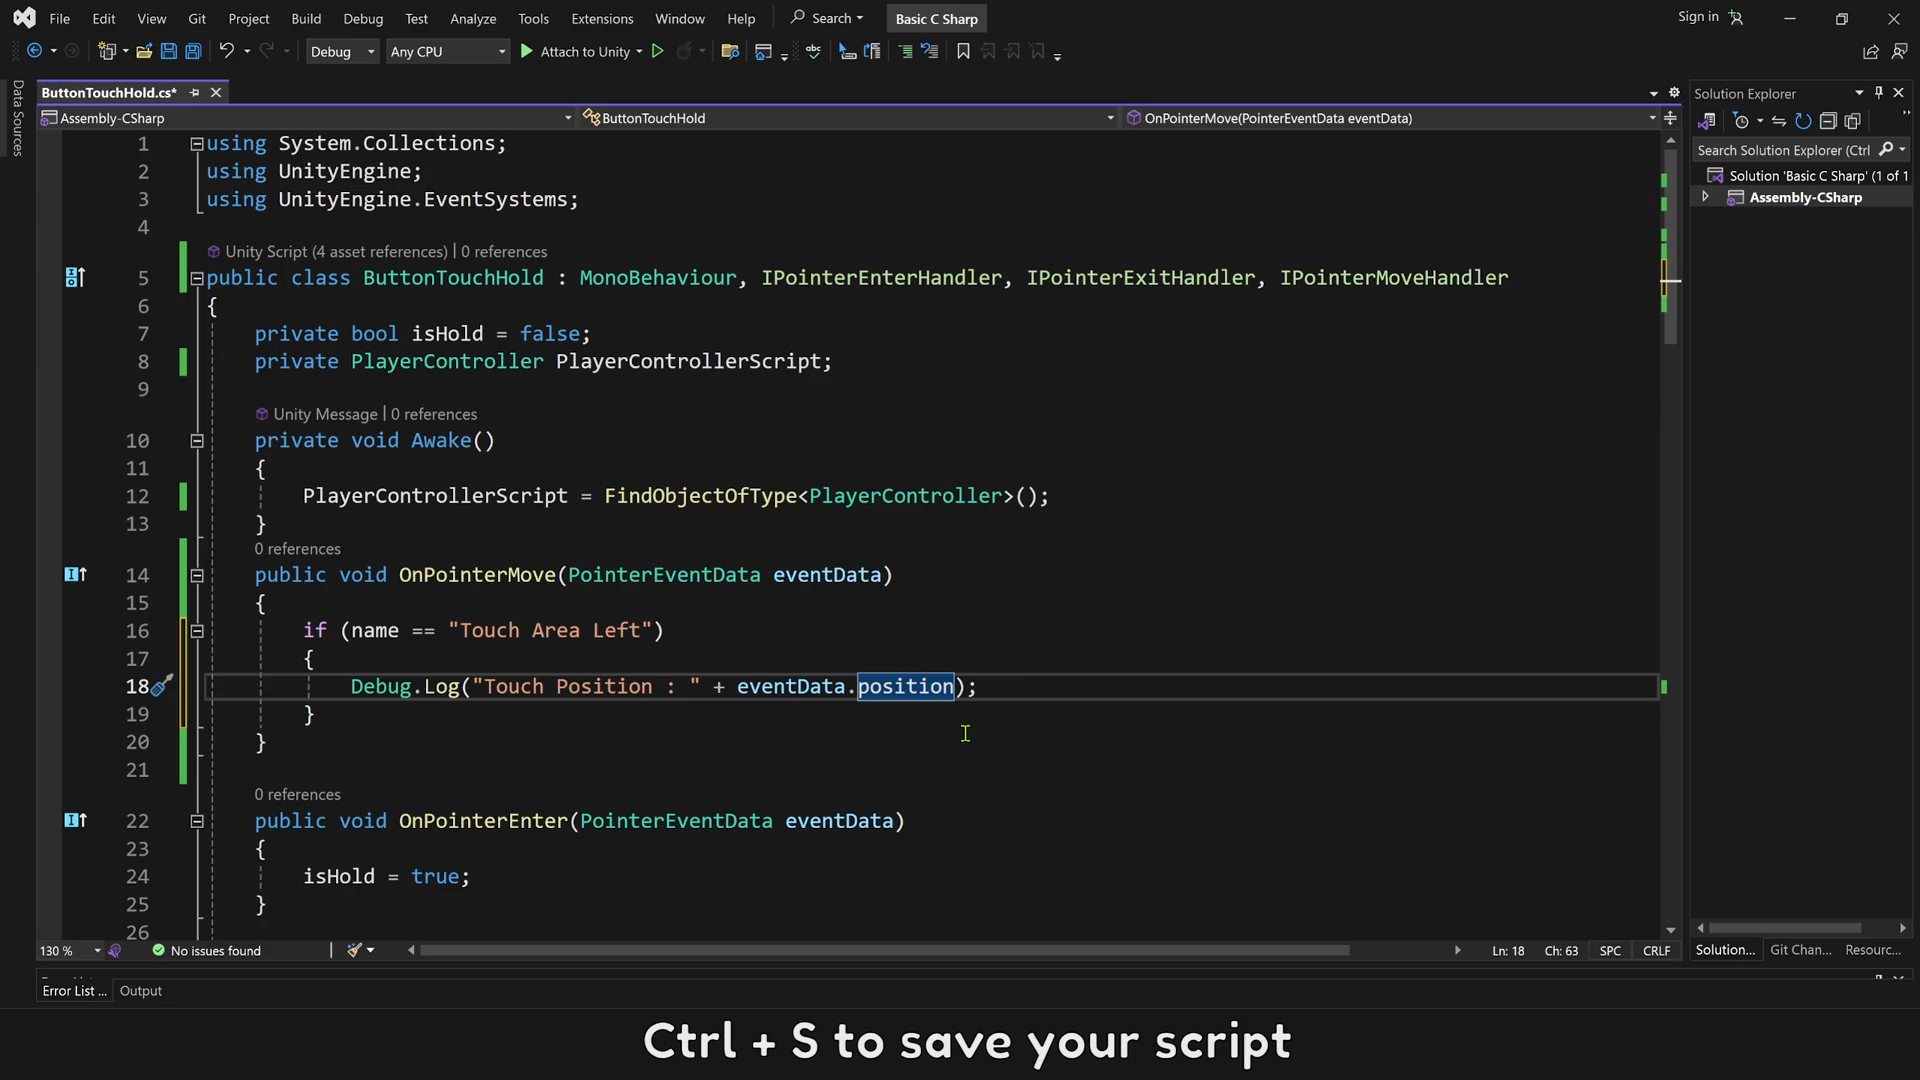 File Edit View Git Project Build Debug Test Analyze Tools Extensions Window Help Search Basic C Sharp Sign in
Debug Any CPU Attach to Unity
Data Sources
ButtonTouchHold.cs*
Assembly-CSharp ButtonTouchHold OnPointerMove(PointerEventData eventData)
1 using System.Collections;
2 using UnityEngine;
3 using UnityEngine.EventSystems;
4
Unity Script (4 asset references) | 0 references
5 public class ButtonTouchHold : MonoBehaviour, IPointerEnterHandler, IPointerExitHandler, IPointerMoveHandler
6 {
7 private bool isHold = false;
8 private PlayerController PlayerControllerScript;
9
Unity Message | 0 references
10 private void Awake()
11 {
12 PlayerControllerScript = FindObjectOfType<PlayerController>();
13 }
0 references
14 public void OnPointerMove(PointerEventData eventData)
15 {
16 if (name == "Touch Area Left")
17 {
18 Debug.Log("Touch Position : " + eventData.position);
19 }
20 }
21
0 references
22 public void OnPointerEnter(PointerEventData eventData)
23 {
24 isHold = true;
25 }
26
130 % No issues found Ln: 18 Ch: 63 SPC CRLF
Error List ... Output
Solution Explorer
Search Solution Explorer (Ctrl
Solution 'Basic C Sharp' (1 of 1
Assembly-CSharp
Solution... Git Chan... Resourc...
Ctrl + S to save your script